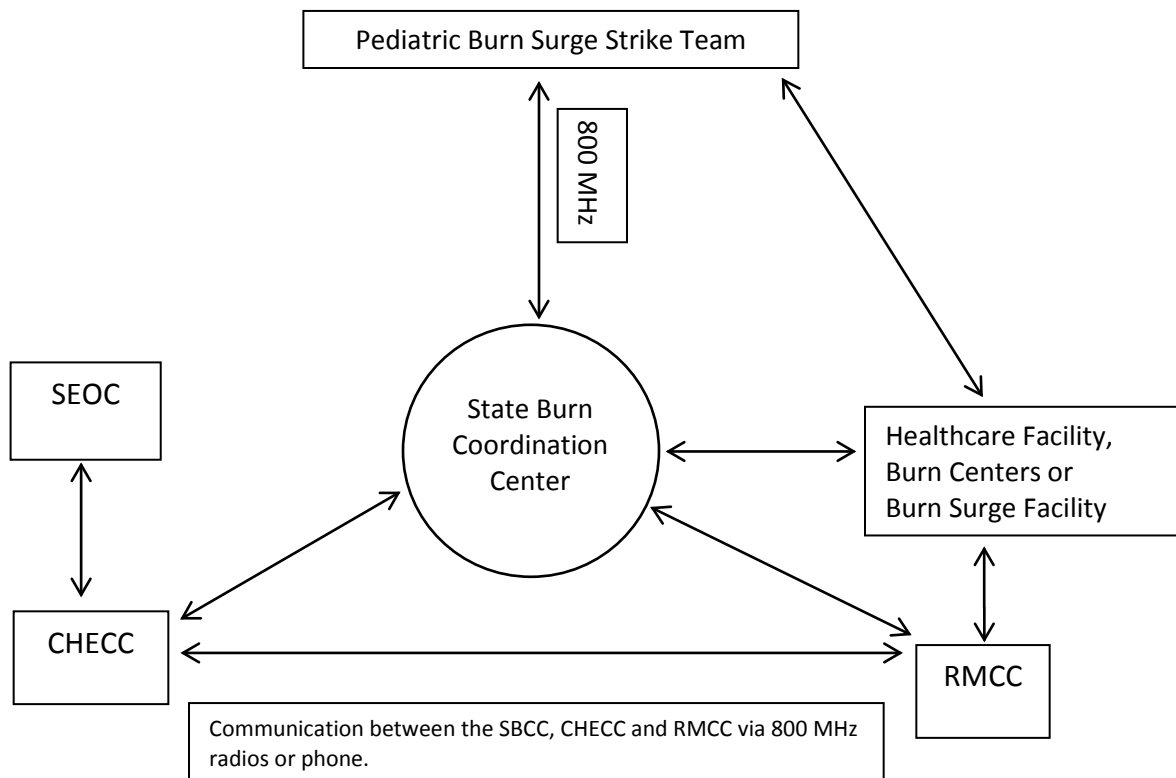 Pediatric Burn Surge Strike Team
800 MHz
SEOC
State Burn
Coordination
Center
Healthcare Facility,
Burn Centers or
Burn Surge Facility
CHECC
RMCC
Communication between the SBCC, CHECC and RMCC via 800 MHz
radios or phone.